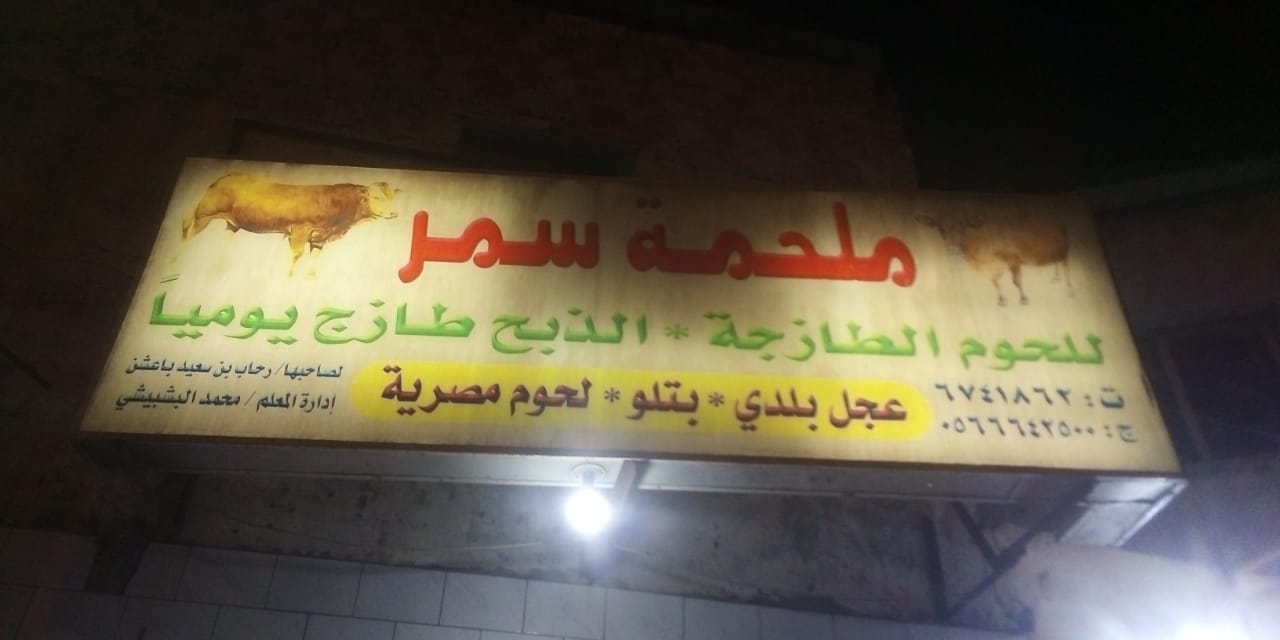 ملحمة سمر
للحوم الطازجة * الذبح طازج يومياً
ت : ٦٧٤١٨٦٢
ج : ٠٥٦٦٦٤٢٥٠٠
عجل بلدي * بتلو * لحوم مصرية
لصاحبها/ رحاب بن سعيد باعشن
إدارة المعلم / محمد البشبيشي